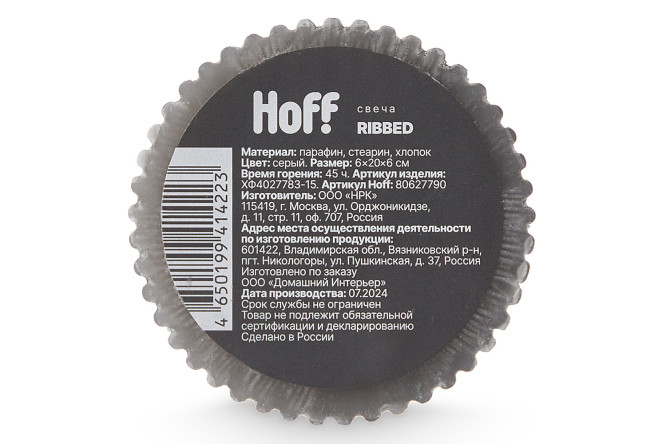 Hoff
свеча
RIBBED
Материал: парафин, стеарин, хлопок
Цвет: серый. Размер: 6×20×6 см
Время горения: 45 ч. Артикул изделия:
ХФ4027783-15. Артикул Hoff: 80627790
Изготовитель: ООО «НРК»
115419, г. Москва, ул. Орджоникидзе,
д. 11, стр. 11, оф. 707, Россия
Адрес места осуществления деятельности
по изготовлению продукции:
601422, Владимирская обл., Вязниковский р-н,
пгт. Никологоры, ул. Пушкинская, д. 37, Россия
Изготовлено по заказу
ООО «Домашний Интерьер»
Дата производства: 07.2024
Срок службы не ограничен
Товар не подлежит обязательной
сертификации и декларированию
Сделано в России
4 650199 414223